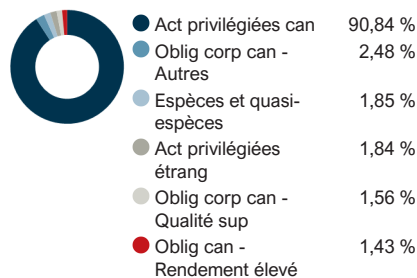 Act privilégiées can 90,84 %
Oblig corp can - 2,48 %
Autres
Espèces et quasi- 1,85 %
espèces
Act privilégiées 1,84 %
étrang
Oblig corp can - 1,56 %
Qualité sup
Oblig can - 1,43 %
Rendement élevé